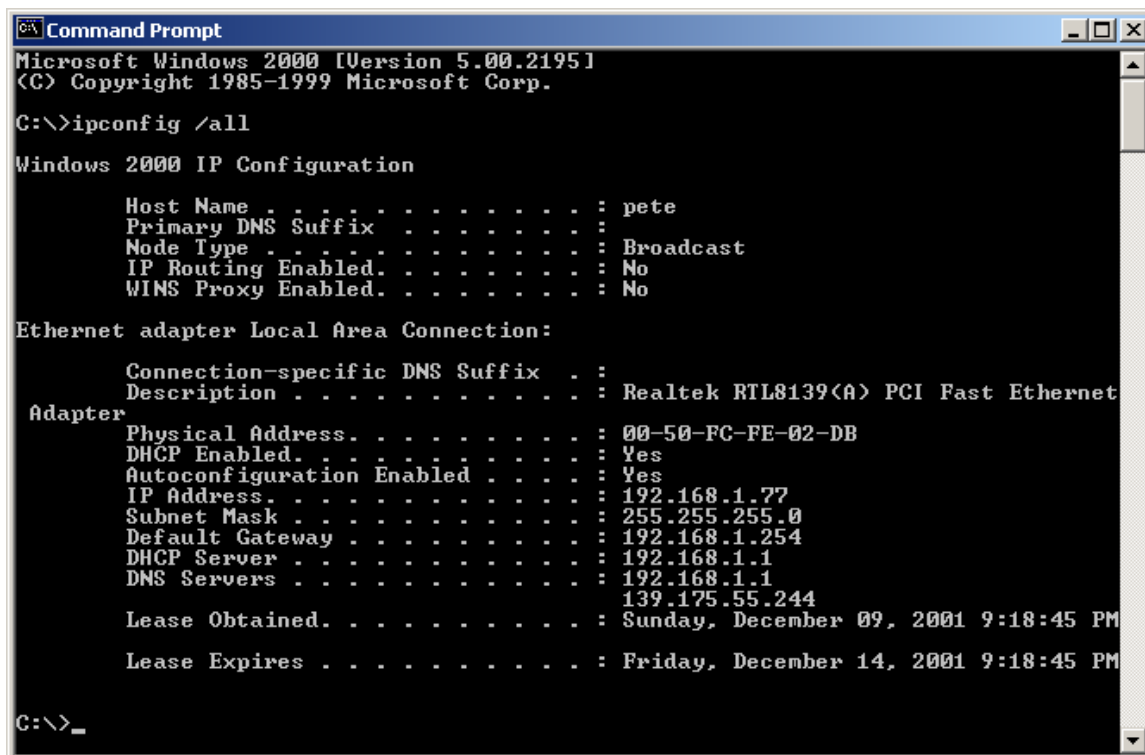 Command Prompt
Microsoft Windows 2000 [Version 5.00.2195]
(C) Copyright 1985-1999 Microsoft Corp.
C:\>ipconfig /all
Windows 2000 IP Configuration
Host Name . . . . . . . . . . . . : pete
Primary DNS Suffix  . . . . . . . :
Node Type . . . . . . . . . . . . : Broadcast
IP Routing Enabled. . . . . . . . : No
WINS Proxy Enabled. . . . . . . . : No
Ethernet adapter Local Area Connection:
Connection-specific DNS Suffix  . :
Description . . . . . . . . . . . : Realtek RTL8139(A) PCI Fast Ethernet
Adapter
Physical Address. . . . . . . . . : 00-50-FC-FE-02-DB
DHCP Enabled. . . . . . . . . . . : Yes
Autoconfiguration Enabled . . . . : Yes
IP Address. . . . . . . . . . . . : 192.168.1.77
Subnet Mask . . . . . . . . . . . : 255.255.255.0
Default Gateway . . . . . . . . . : 192.168.1.254
DHCP Server . . . . . . . . . . . : 192.168.1.1
DNS Servers . . . . . . . . . . . : 192.168.1.1
139.175.55.244
Lease Obtained. . . . . . . . . . : Sunday, December 09, 2001 9:18:45 PM
Lease Expires . . . . . . . . . . : Friday, December 14, 2001 9:18:45 PM
C:\>_